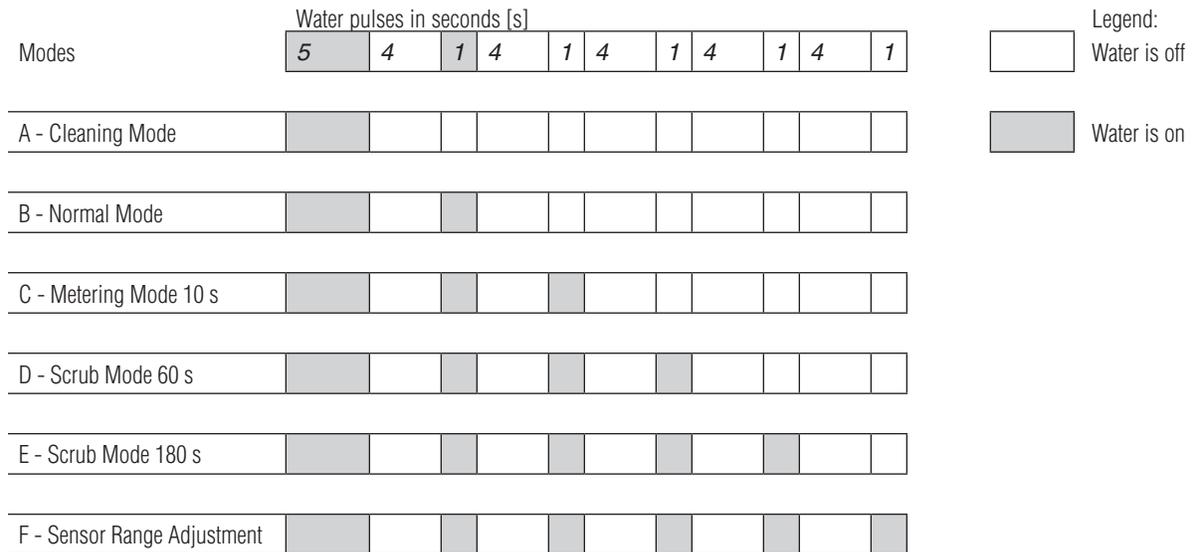 Water pulses in seconds [s]
Legend:
Modes 5 4 1 4 1 4 1 4 1 4 1 Water is off
A - Cleaning Mode Water is on
B - Normal Mode
C - Metering Mode 10 s
D - Scrub Mode 60 s
E - Scrub Mode 180 s
F - Sensor Range Adjustment